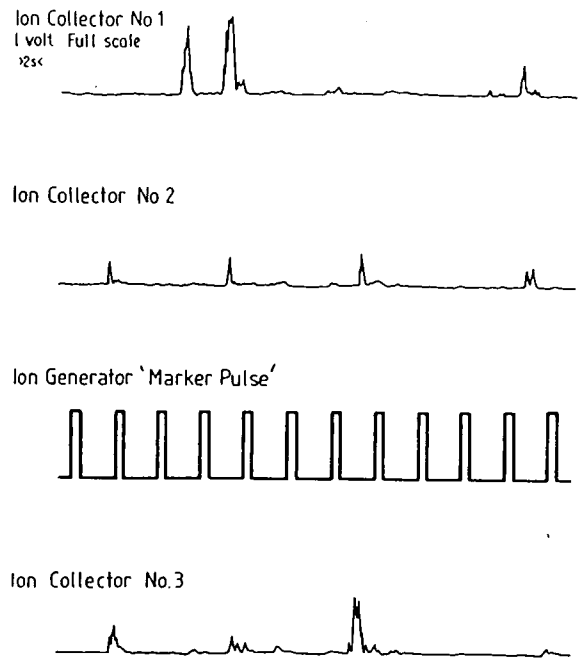 Ion Collector No 1
1 volt Full scale
>2s<
Ion Collector No 2
Ion Generator 'Marker Pulse'
Ion Collector No.3